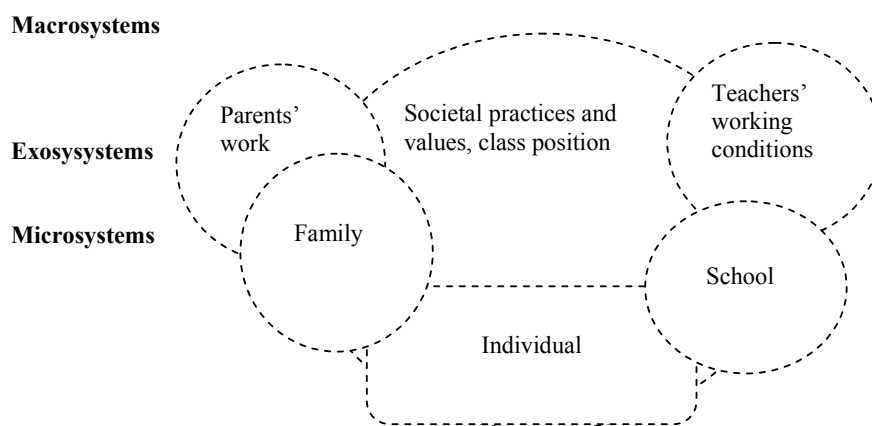 Macrosystems
Exosysystems
Microsystems
Parents'
work
Societal practices and
values, class position
Teachers'
working
conditions
Family
School
Individual